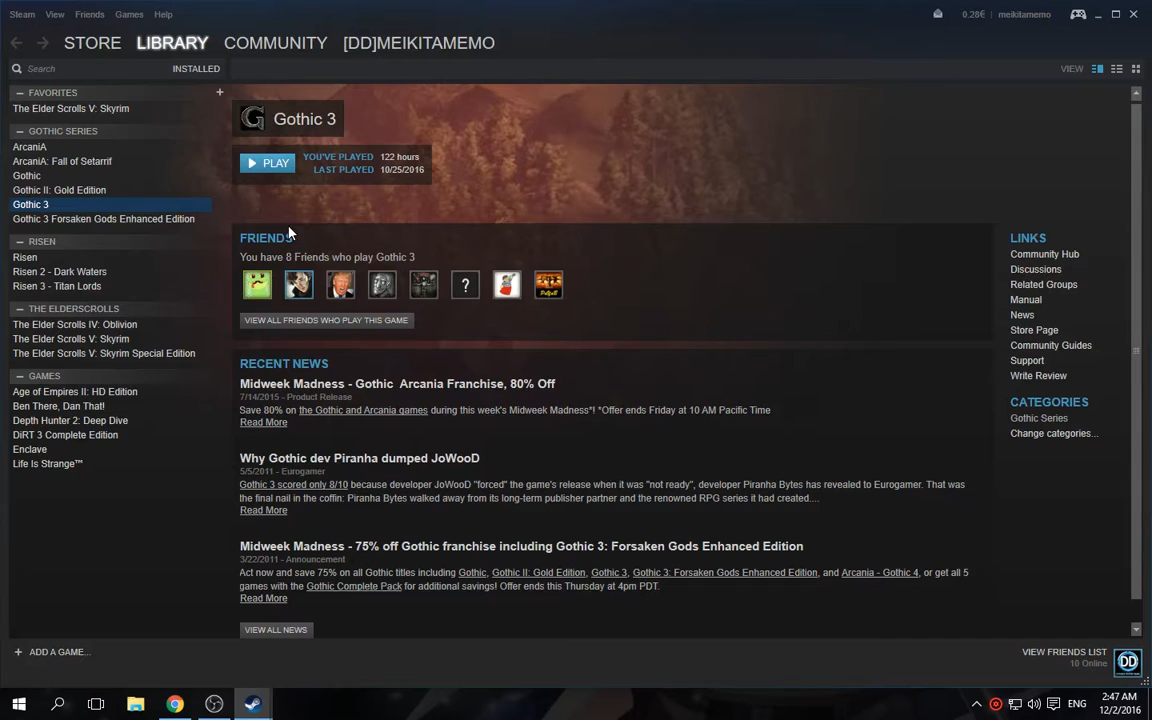 Steam View Friends Games Help 0.28€ meikitamemo
STORE LIBRARY COMMUNITY [DD]MEIKITAMEMO
Search INSTALLED VIEW
– FAVORITES +
The Elder Scrolls V: Skyrim
– GOTHIC SERIES
ArcaniA
ArcaniA: Fall of Setarrif
Gothic
Gothic II: Gold Edition
Gothic 3
Gothic 3 Forsaken Gods Enhanced Edition
– RISEN
Risen
Risen 2 - Dark Waters
Risen 3 - Titan Lords
– THE ELDERSCROLLS
The Elder Scrolls IV: Oblivion
The Elder Scrolls V: Skyrim
The Elder Scrolls V: Skyrim Special Edition
– GAMES
Age of Empires II: HD Edition
Ben There, Dan That!
Depth Hunter 2: Deep Dive
DiRT 3 Complete Edition
Enclave
Life Is Strange™
G Gothic 3
PLAY
YOU'VE PLAYED 122 hours
LAST PLAYED 10/25/2016
FRIENDS
You have 8 Friends who play Gothic 3
?
VIEW ALL FRIENDS WHO PLAY THIS GAME
RECENT NEWS
Midweek Madness - Gothic Arcania Franchise, 80% Off
7/14/2015 - Product Release
Save 80% on the Gothic and Arcania games during this week's Midweek Madness*! *Offer ends Friday at 10 AM Pacific Time
Read More
Why Gothic dev Piranha dumped JoWooD
5/5/2011 - Eurogamer
Gothic 3 scored only 8/10 because developer JoWooD "forced" the game's release when it was "not ready", developer Piranha Bytes has revealed to Eurogamer. That was
the final nail in the coffin: Piranha Bytes walked away from its long-term publisher partner and the renowned RPG series it had created....
Read More
Midweek Madness - 75% off Gothic franchise including Gothic 3: Forsaken Gods Enhanced Edition
3/22/2011 - Announcement
Act now and save 75% on all Gothic titles including Gothic, Gothic II: Gold Edition, Gothic 3, Gothic 3: Forsaken Gods Enhanced Edition, and Arcania - Gothic 4, or get all 5
games with the Gothic Complete Pack for additional savings! Offer ends this Thursday at 4pm PDT.
Read More
VIEW ALL NEWS
LINKS
Community Hub
Discussions
Related Groups
Manual
News
Store Page
Community Guides
Support
Write Review
CATEGORIES
Gothic Series
Change categories...
+ ADD A GAME...
VIEW FRIENDS LIST
10 Online
DD
ENG
2:47 AM
12/2/2016